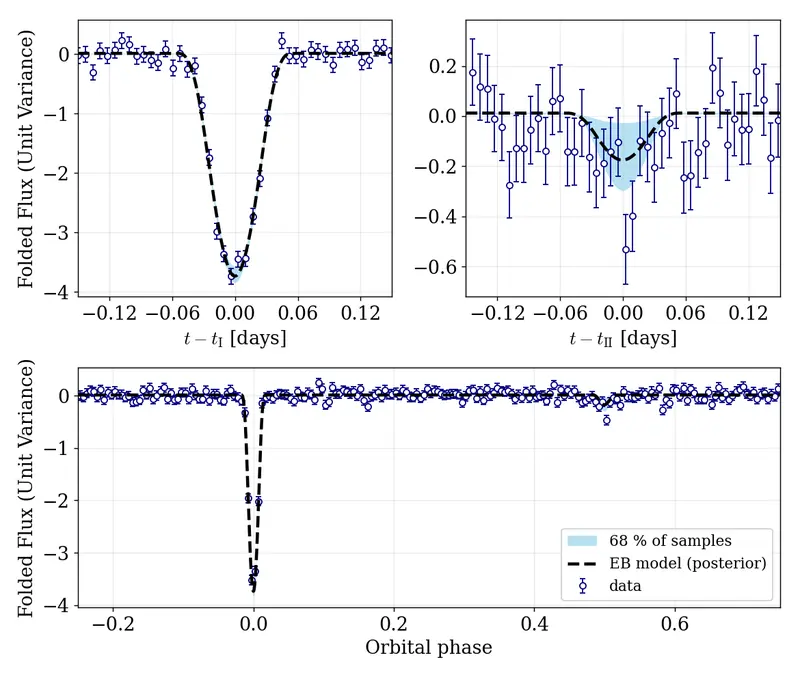 Folded Flux (Unit Variance)
0
−1
−2
−3
−4
−0.12 −0.06 0.00 0.06 0.12
t − tI [days]
0.2
0.0
−0.2
−0.4
−0.6
−0.12 −0.06 0.00 0.06 0.12
t − tII [days]
Folded Flux (Unit Variance)
0
−1
−2
−3
−4
−0.2 0.0 0.2 0.4 0.6
Orbital phase
68 % of samples
EB model (posterior)
data